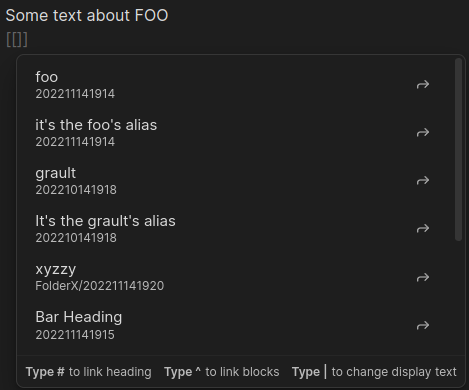 Some text about FOO
[[]]
foo
202211141914
it's the foo's alias
202211141914
grault
202210141918
It's the grault's alias
202210141918
xyzzy
FolderX/202211141920
Bar Heading
202211141915
Type # to link heading Type ^ to link blocks Type | to change display text